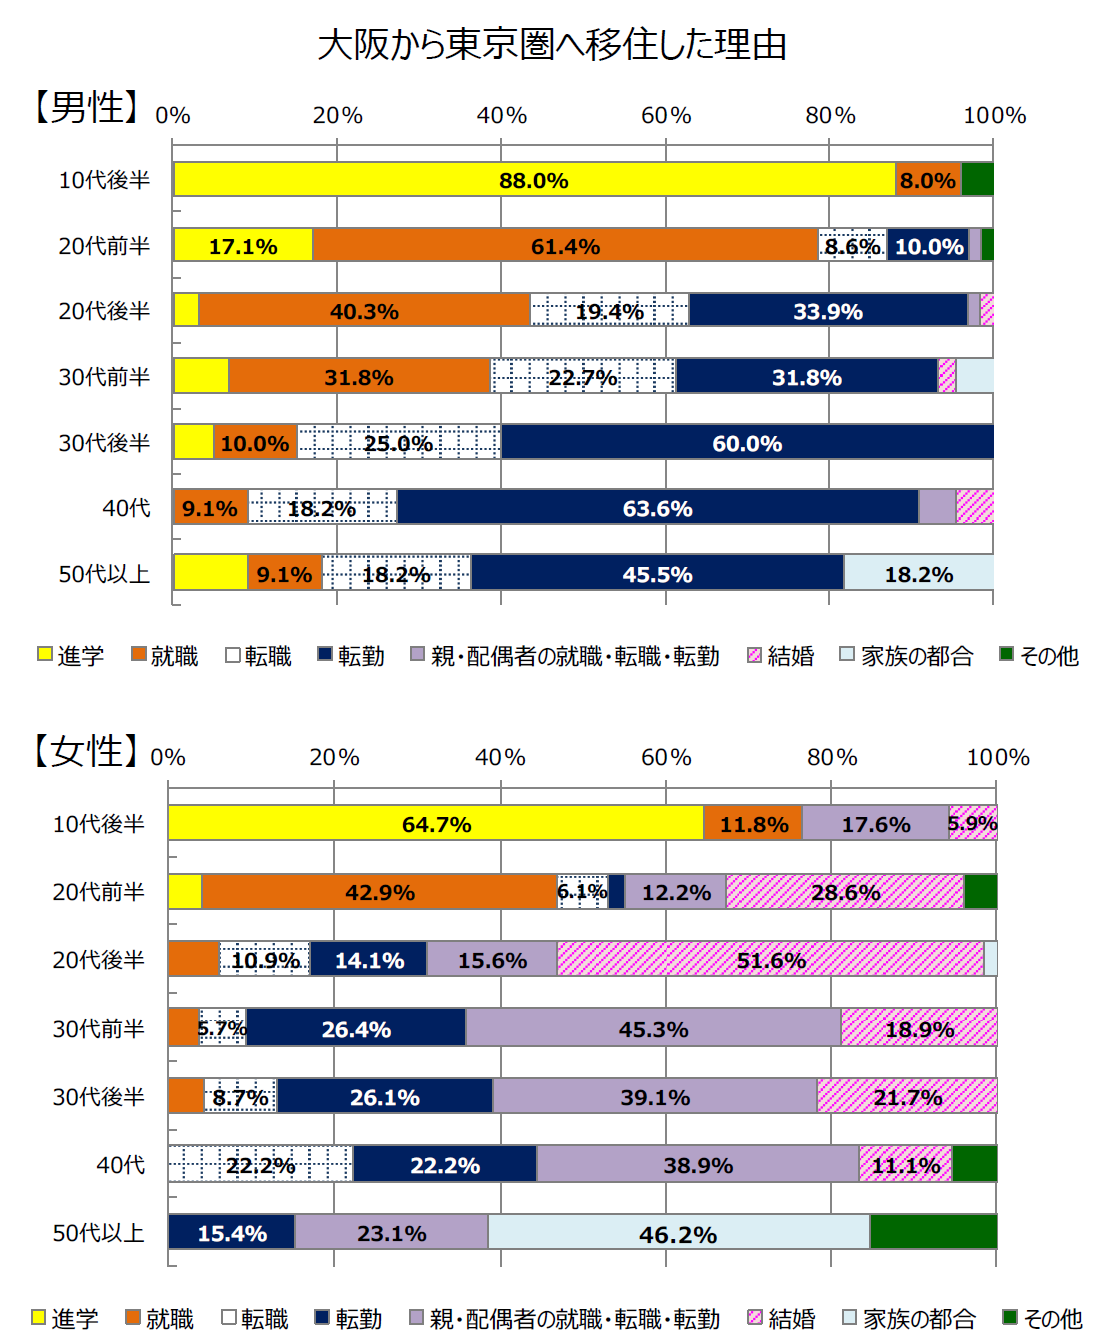 大阪から東京圏へ移住した理由
【男性】 0% 20% 40% 60% 80% 100%
10代後半 88.0% 8.0%
20代前半 17.1% 61.4% 8.6% 10.0%
20代後半 40.3% 19.4% 33.9%
30代前半 31.8% 22.7% 31.8%
30代後半 10.0% 25.0% 60.0%
40代 9.1% 18.2% 63.6%
50代以上 9.1% 18.2% 45.5% 18.2%
進学 就職 転職 転勤 親・配偶者の就職・転職・転勤 結婚 家族の都合 その他
【女性】 0% 20% 40% 60% 80% 100%
10代後半 64.7% 11.8% 17.6% 5.9%
20代前半 42.9% 6.1% 12.2% 28.6%
20代後半 10.9% 14.1% 15.6% 51.6%
30代前半 5.7% 26.4% 45.3% 18.9%
30代後半 8.7% 26.1% 39.1% 21.7%
40代 22.2% 22.2% 38.9% 11.1%
50代以上 15.4% 23.1% 46.2%
進学 就職 転職 転勤 親・配偶者の就職・転職・転勤 結婚 家族の都合 その他